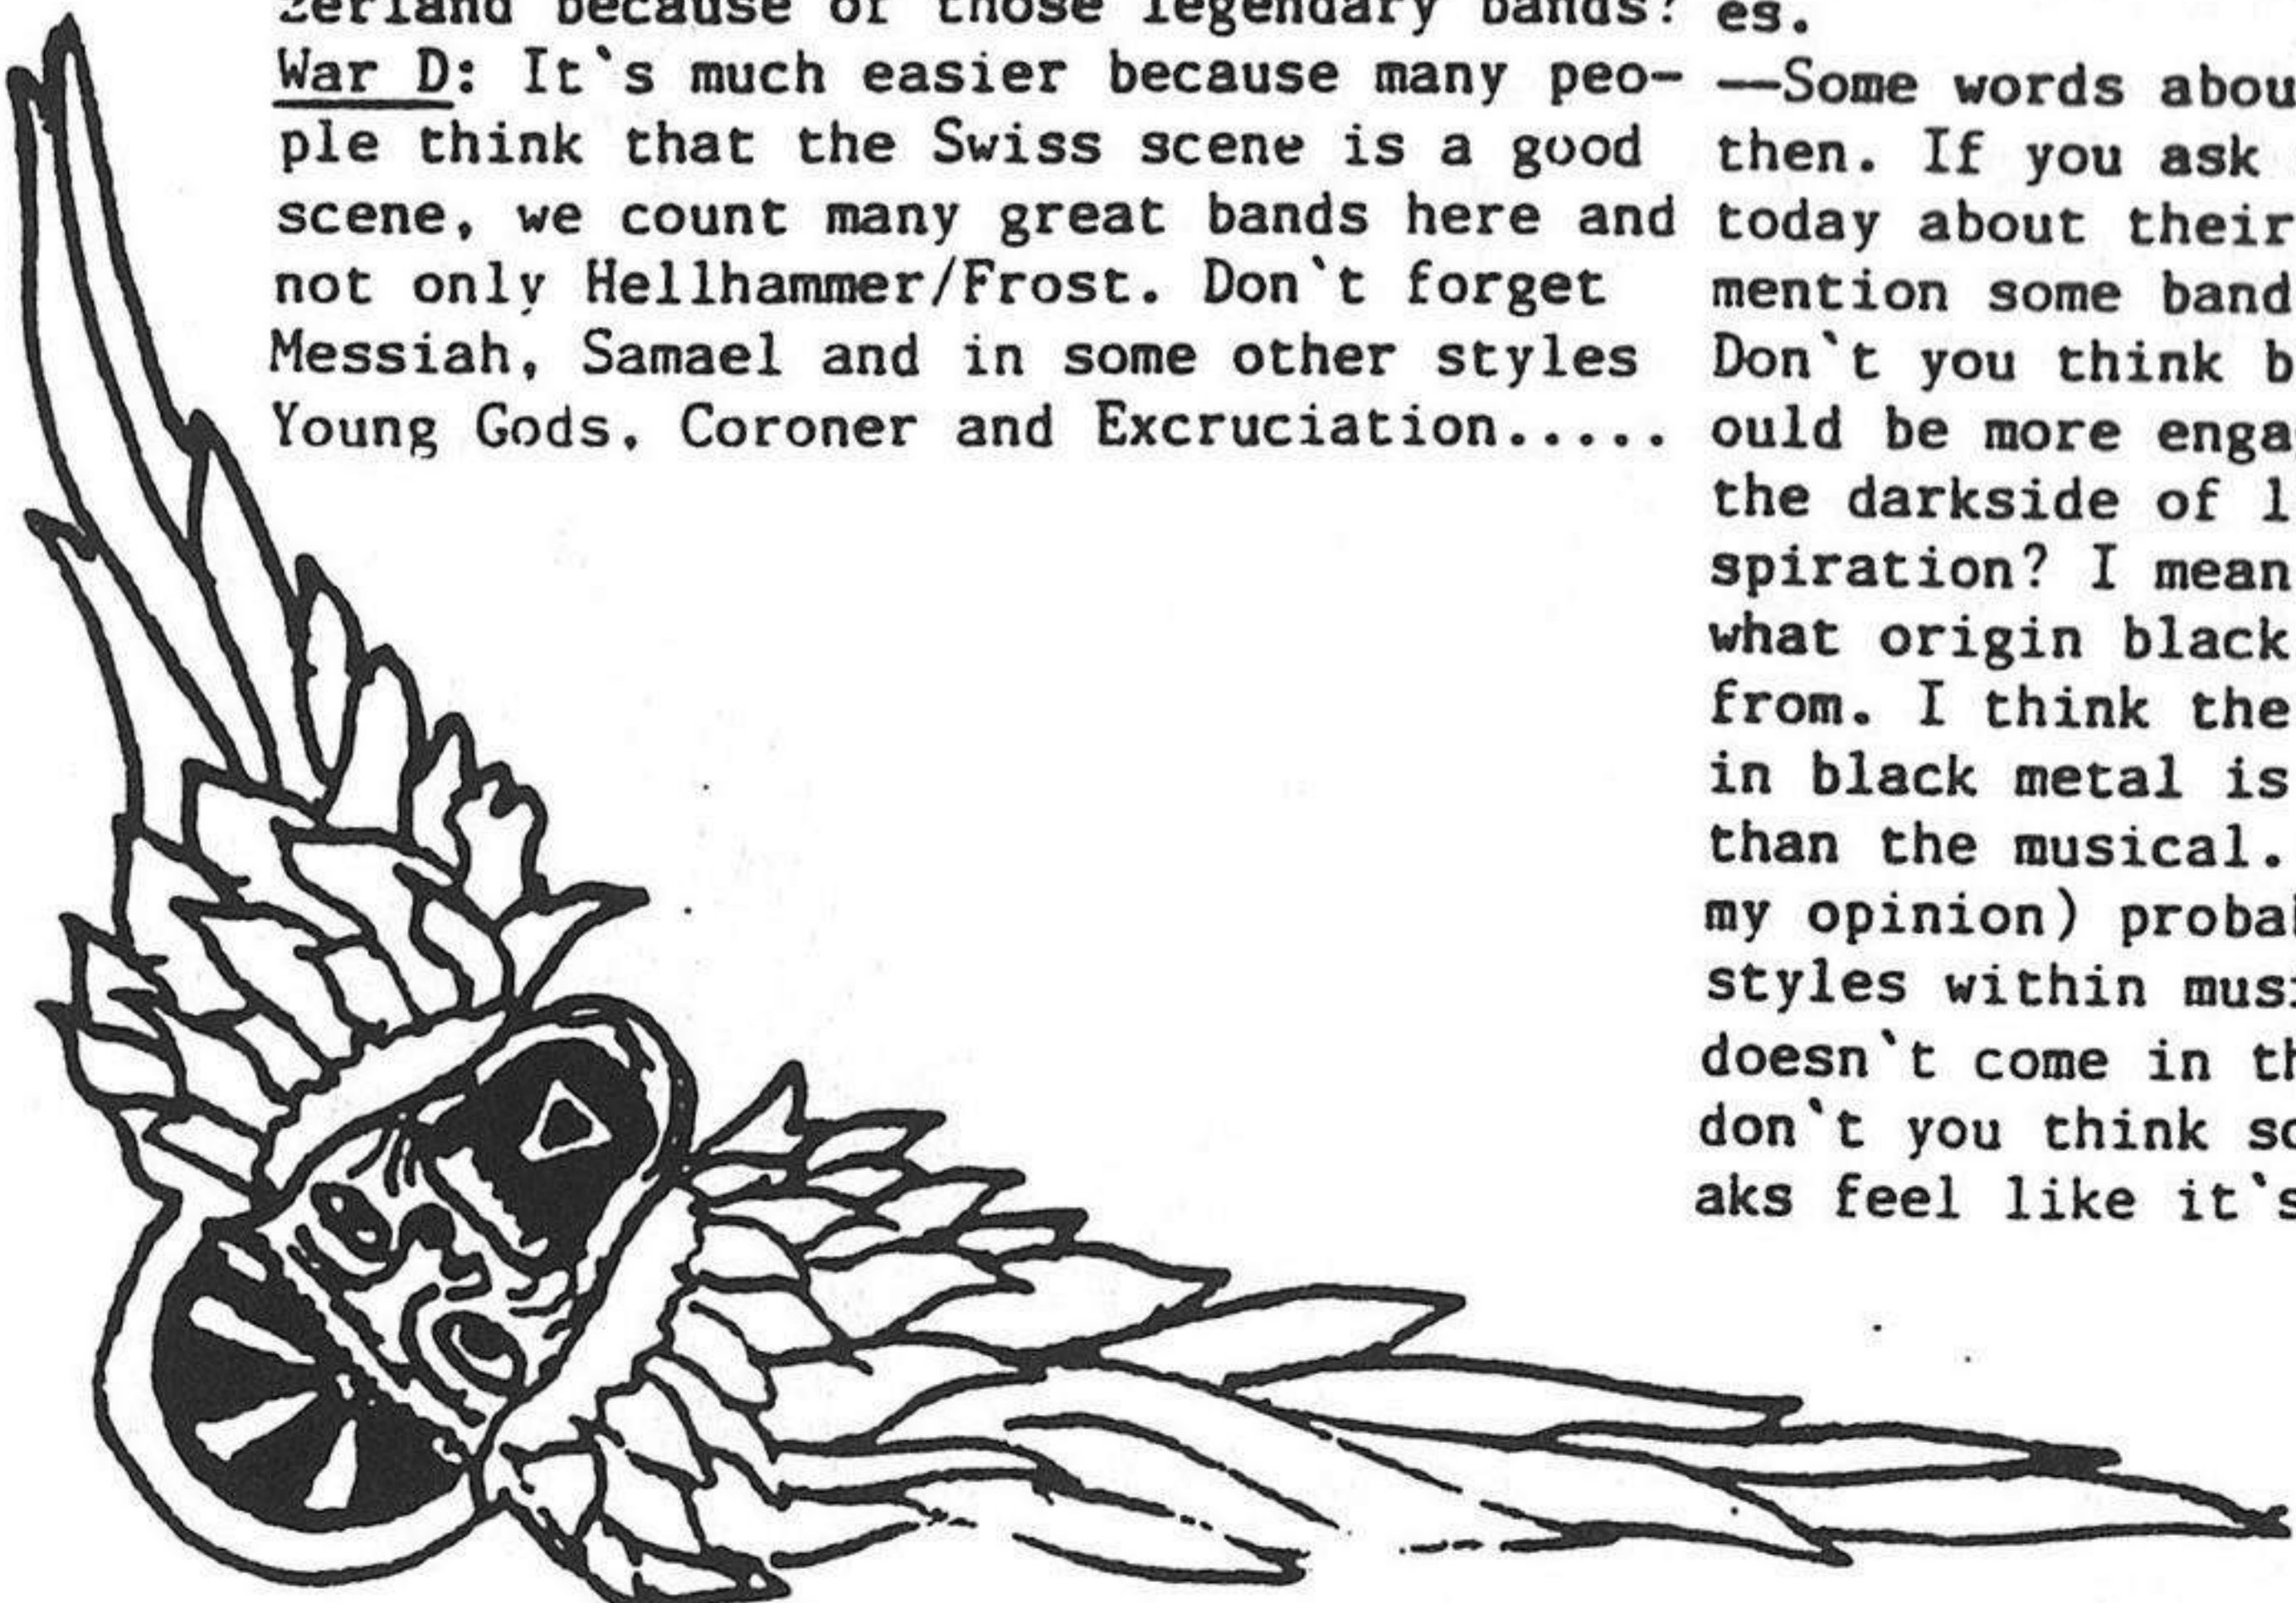 zerland because of those legendary bands?
War D: It`s much easier because many peo-
ple think that the Swiss scene is a good
scene, we count many great bands here and
not only Hellhammer/Frost. Don`t forget
Messiah, Samael and in some other styles
Young Gods, Coroner and Excruciation.....
es.
—Some words abou
then. If you ask
today about their
mention some band
Don`t you think b
ould be more enga
the darkside of l
spiration? I mean
what origin black
from. I think the
in black metal is
than the musical.
my opinion) probal
styles within musi
doesn`t come in th
don`t you think so
aks feel like it`s